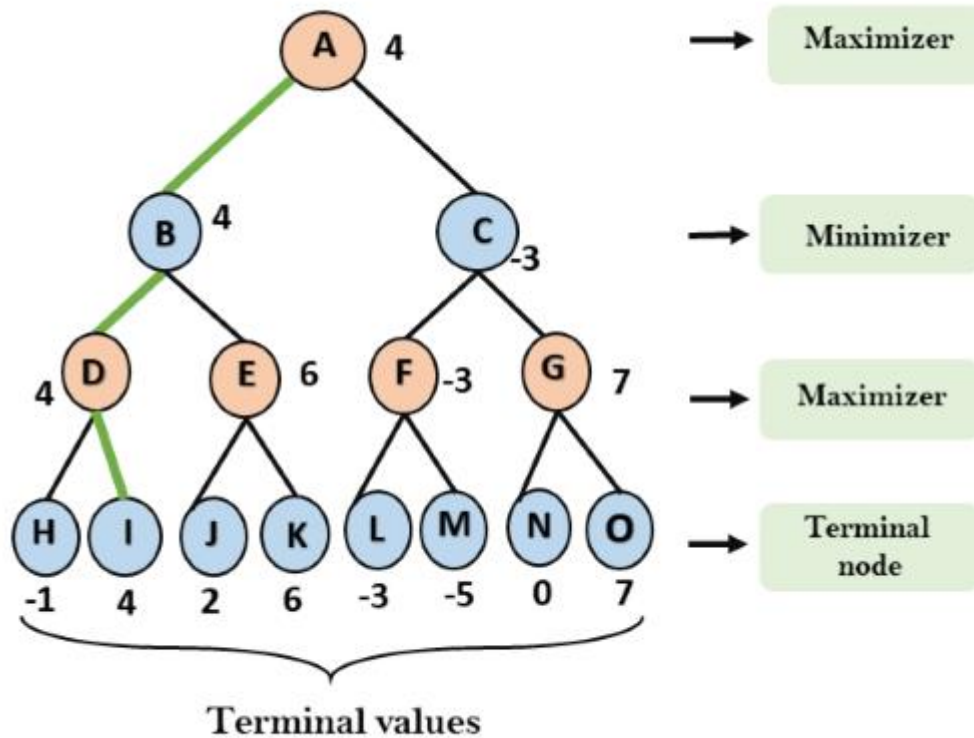 A 4
Maximizer
B 4
C -3
Minimizer
D 4
E 6
F -3
G 7
Maximizer
H I J K L M N O
-1 4 2 6 -3 -5 0 7
Terminal
node
Terminal values